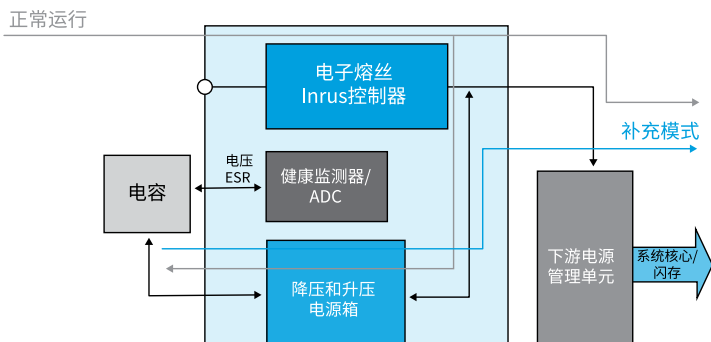 正常运行
电子熔丝
Inrus控制器
补充模式
电压
ESR
电容
健康监测器/
ADC
下游电源
管理单元
系统核心/
闪存
降压和升压
电源箱